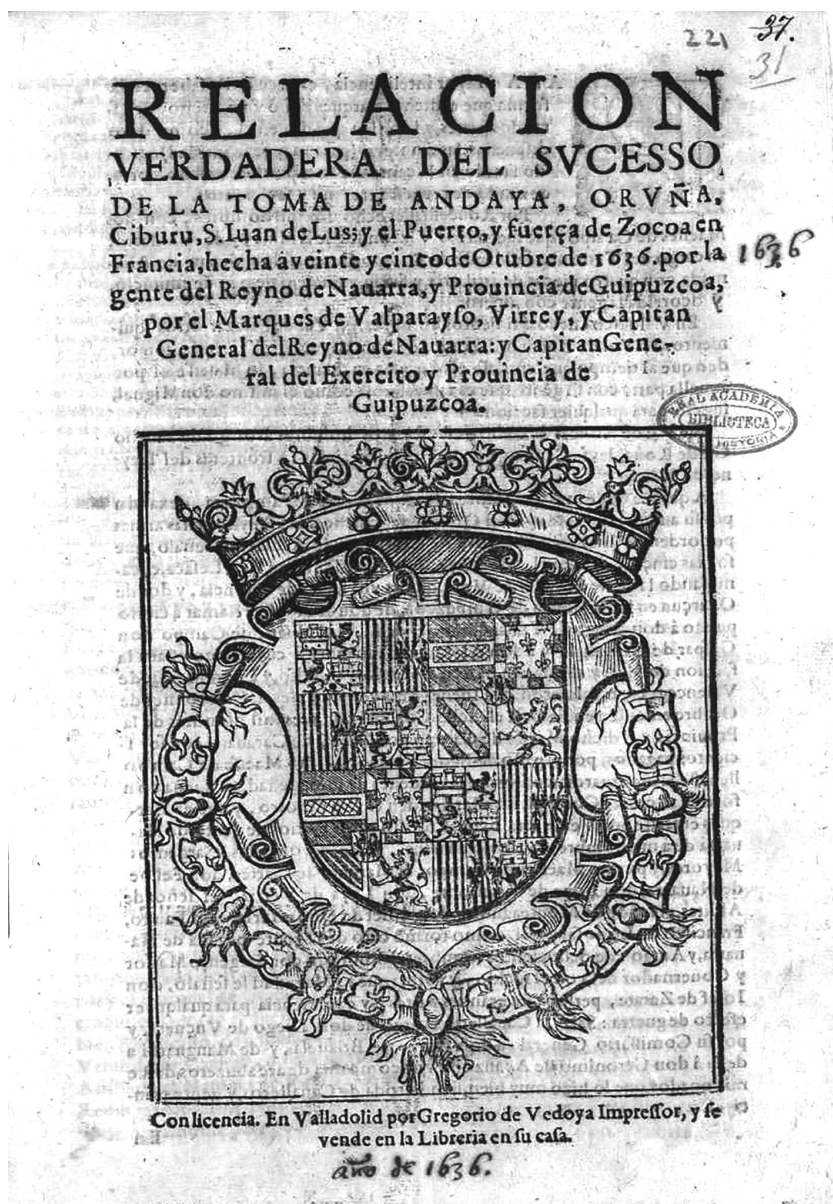 221
37.
31
RELACION
VERDADERA DEL SVCESSO
DE LA TOMA DE ANDAYA, ORVÑA,
Ciburu, S. Iuan de Lus; y el Puerto, y fuerça de Zocoa en
Francia, hecha à veinte y cinco de Otubre de 1636. por la
1636
gente del Reyno de Nauarra, y Prouincia de Guipuzcoa,
por el Marques de Valparayso, Virrey, y Capitan
General del Reyno de Nauarra: y Capitan Gene-
ral del Exercito y Prouincia de
Guipuzcoa.
REAL ACADEMIA
BIBLIOTECA
HISTORIA
Con licencia. En Valladolid por Gregorio de Vedoya Impressor, y se
vende en la Libreria en su casa.
año de 1636.